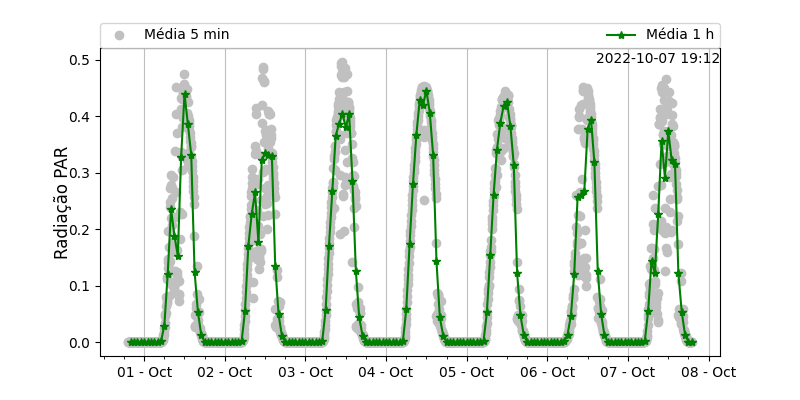 Média 5 min
Média 1 h
2022-10-07 19:12
Radiação PAR
0.5
0.4
0.3
0.2
0.1
0.0
01 - Oct
02 - Oct
03 - Oct
04 - Oct
05 - Oct
06 - Oct
07 - Oct
08 - Oct